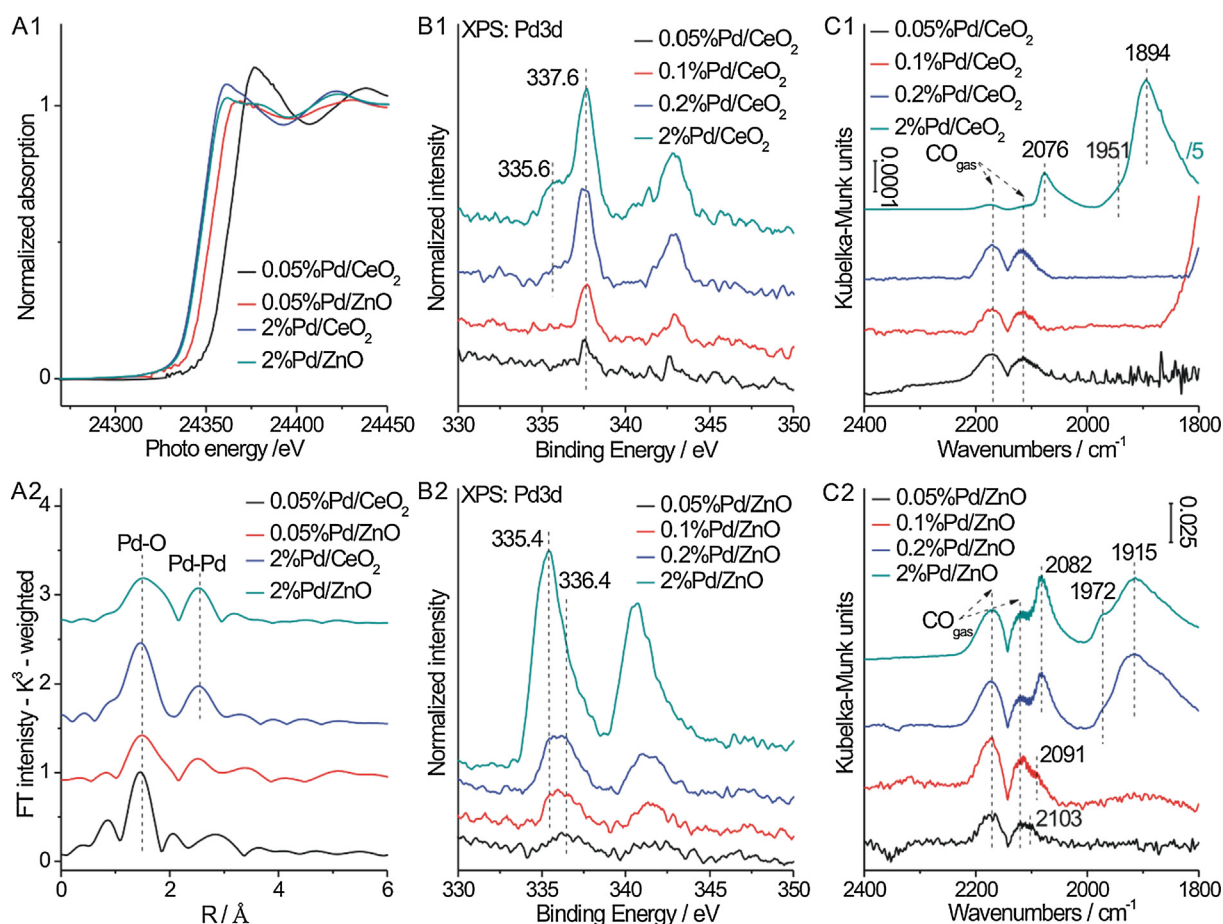 A1
Normalized absorption
1
0
0.05%Pd/CeO₂
0.05%Pd/ZnO
2%Pd/CeO₂
2%Pd/ZnO
24300 24350 24400 24450
Photo energy /eV
B1
XPS: Pd3d
0.05%Pd/CeO₂
0.1%Pd/CeO₂
0.2%Pd/CeO₂
2%Pd/CeO₂
337.6
335.6
Normalized intensity
330 335 340 345 350
Binding Energy / eV
C1
0.05%Pd/CeO₂
0.1%Pd/CeO₂
0.2%Pd/CeO₂
2%Pd/CeO₂
1894
2076
1951
/5
CO gas
0.0001
Kubelka-Munk units
2400 2200 2000 1800
Wavenumbers / cm⁻¹
A2
FT intenisty - K³ - weighted
4
3
2
1
0
0.05%Pd/CeO₂
0.05%Pd/ZnO
2%Pd/CeO₂
2%Pd/ZnO
Pd-O
Pd-Pd
0 2 4 6
R / Å
B2
XPS: Pd3d
0.05%Pd/ZnO
0.1%Pd/ZnO
0.2%Pd/ZnO
2%Pd/ZnO
335.4
336.4
Normalized intensity
330 335 340 345 350
Binding Energy / eV
C2
0.05%Pd/ZnO
0.1%Pd/ZnO
0.2%Pd/ZnO
2%Pd/ZnO
0.025
2082
1972
1915
CO gas
2091
2103
Kubelka-Munk units
2400 2200 2000 1800
Wavenumbers / cm⁻¹